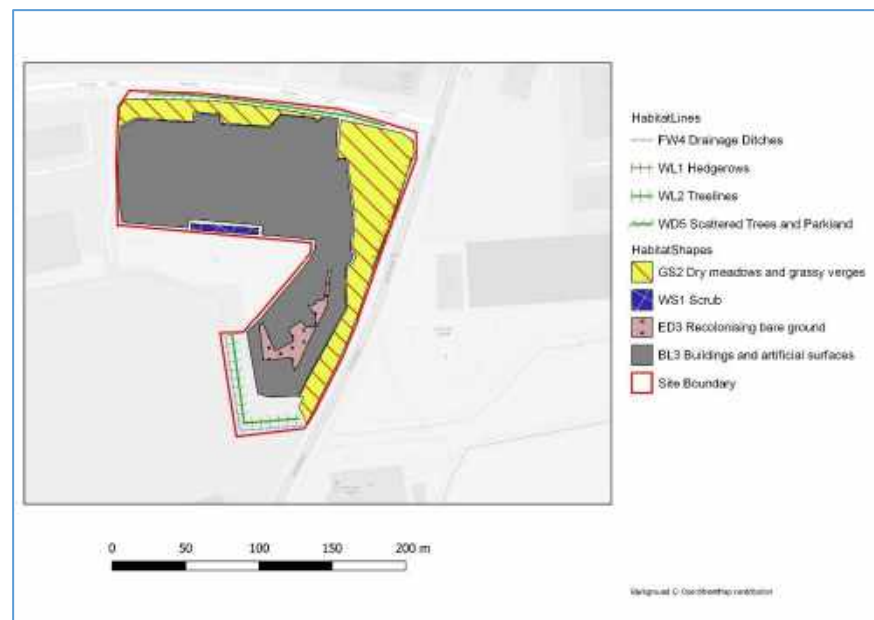 HabitatLines
FW4 Drainage Ditches
WL1 Hedgerows
WL2 Treelines
WD5 Scattered Trees and Parkland
HabitatShapes
GS2 Dry meadows and grassy verges
WS1 Scrub
ED3 Recolonising bare ground
BL3 Buildings and artificial surfaces
Site Boundary
0 50 100 150 200 m
Background © OpenStreetMap